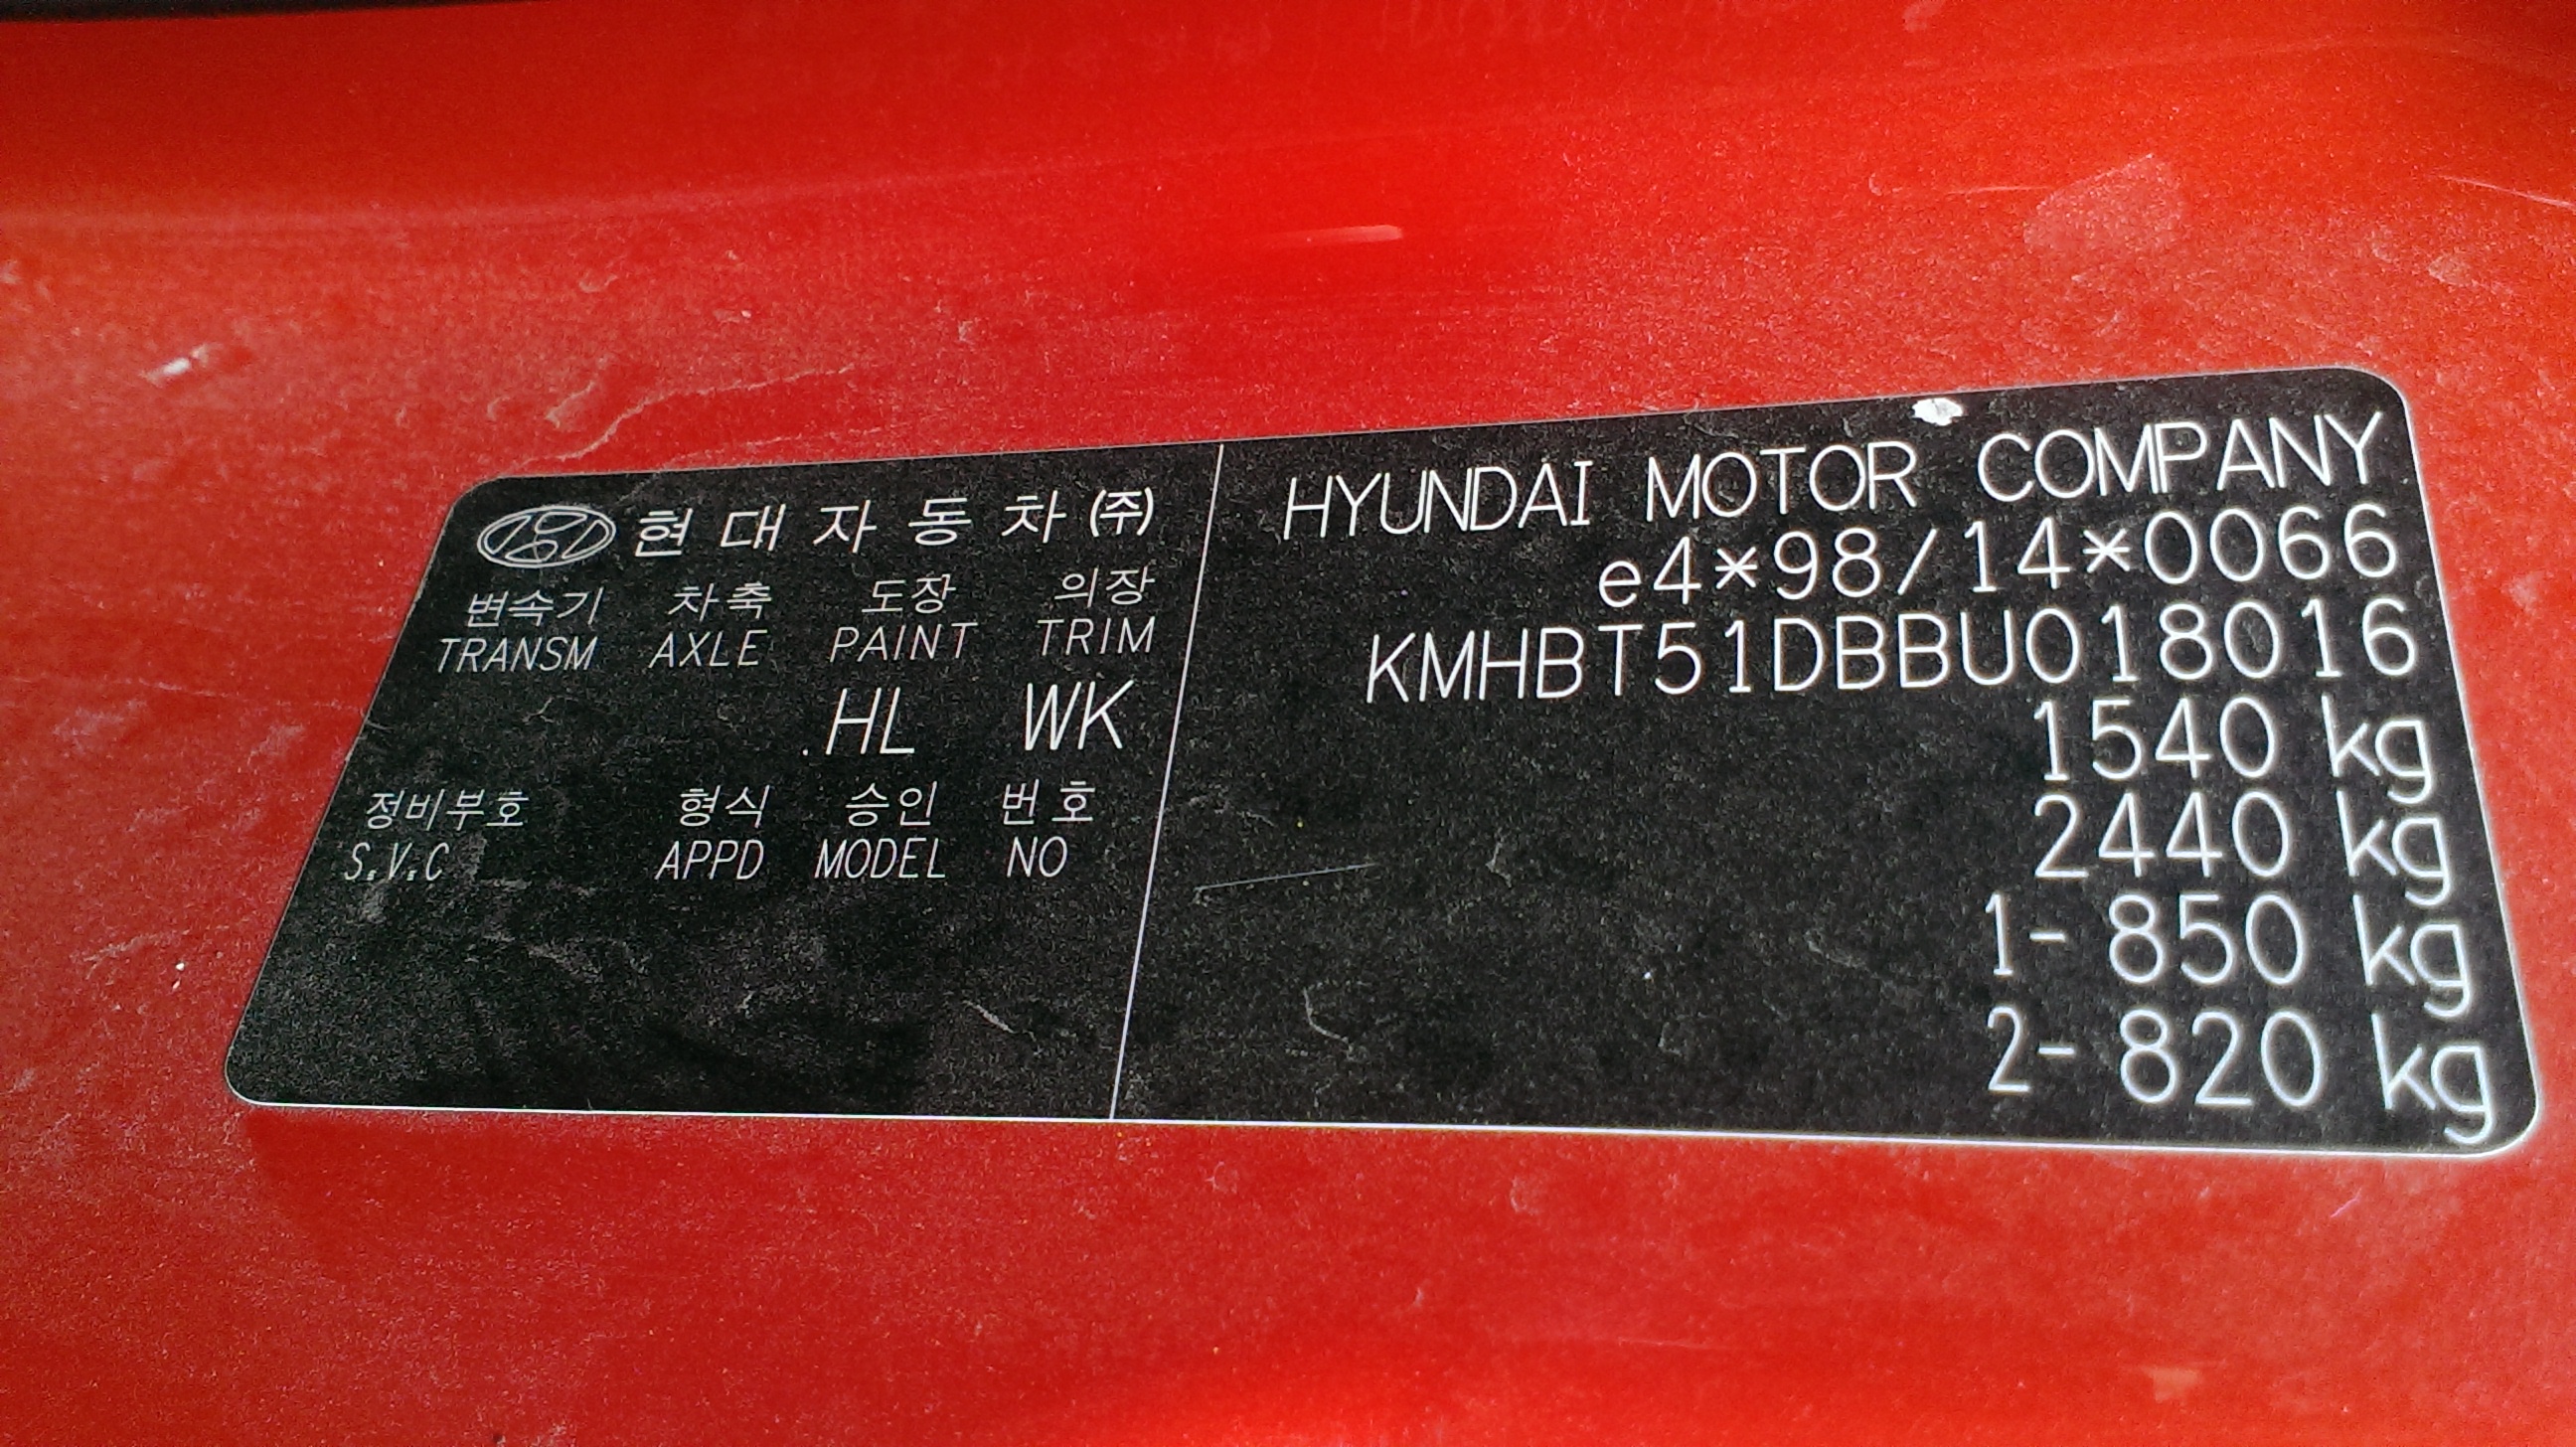 현대자동차(주)
변속기 차축 도장 의장
TRANSM AXLE PAINT TRIM
HL WK
정비부호 형식 승인 번호
S.V.C APPD MODEL NO
HYUNDAI MOTOR COMPANY
e4*98/14*0066
KMHBT51DBBU018016
1540 kg
2440 kg
1- 850 kg
2- 820 kg